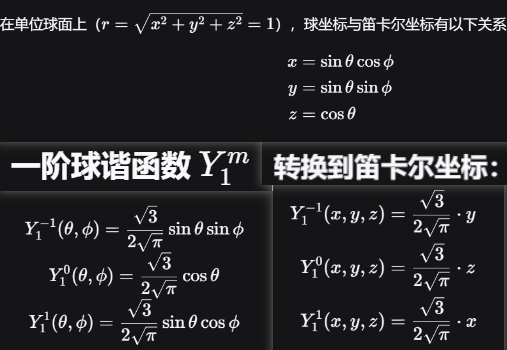 在单位球面上（$r = \sqrt{x^2 + y^2 + z^2} = 1$），球坐标与笛卡尔坐标有以下关系
$x = \sin\theta\cos\phi$
$y = \sin\theta\sin\phi$
$z = \cos\theta$
一阶球谐函数 $Y_1^m$
$Y_1^{-1}(\theta, \phi) = \frac{\sqrt{3}}{2\sqrt{\pi}} \sin\theta\sin\phi$
$Y_1^0(\theta, \phi) = \frac{\sqrt{3}}{2\sqrt{\pi}} \cos\theta$
$Y_1^1(\theta, \phi) = \frac{\sqrt{3}}{2\sqrt{\pi}} \sin\theta\cos\phi$
转换到笛卡尔坐标：
$Y_1^{-1}(x, y, z) = \frac{\sqrt{3}}{2\sqrt{\pi}} \cdot y$
$Y_1^0(x, y, z) = \frac{\sqrt{3}}{2\sqrt{\pi}} \cdot z$
$Y_1^1(x, y, z) = \frac{\sqrt{3}}{2\sqrt{\pi}} \cdot x$